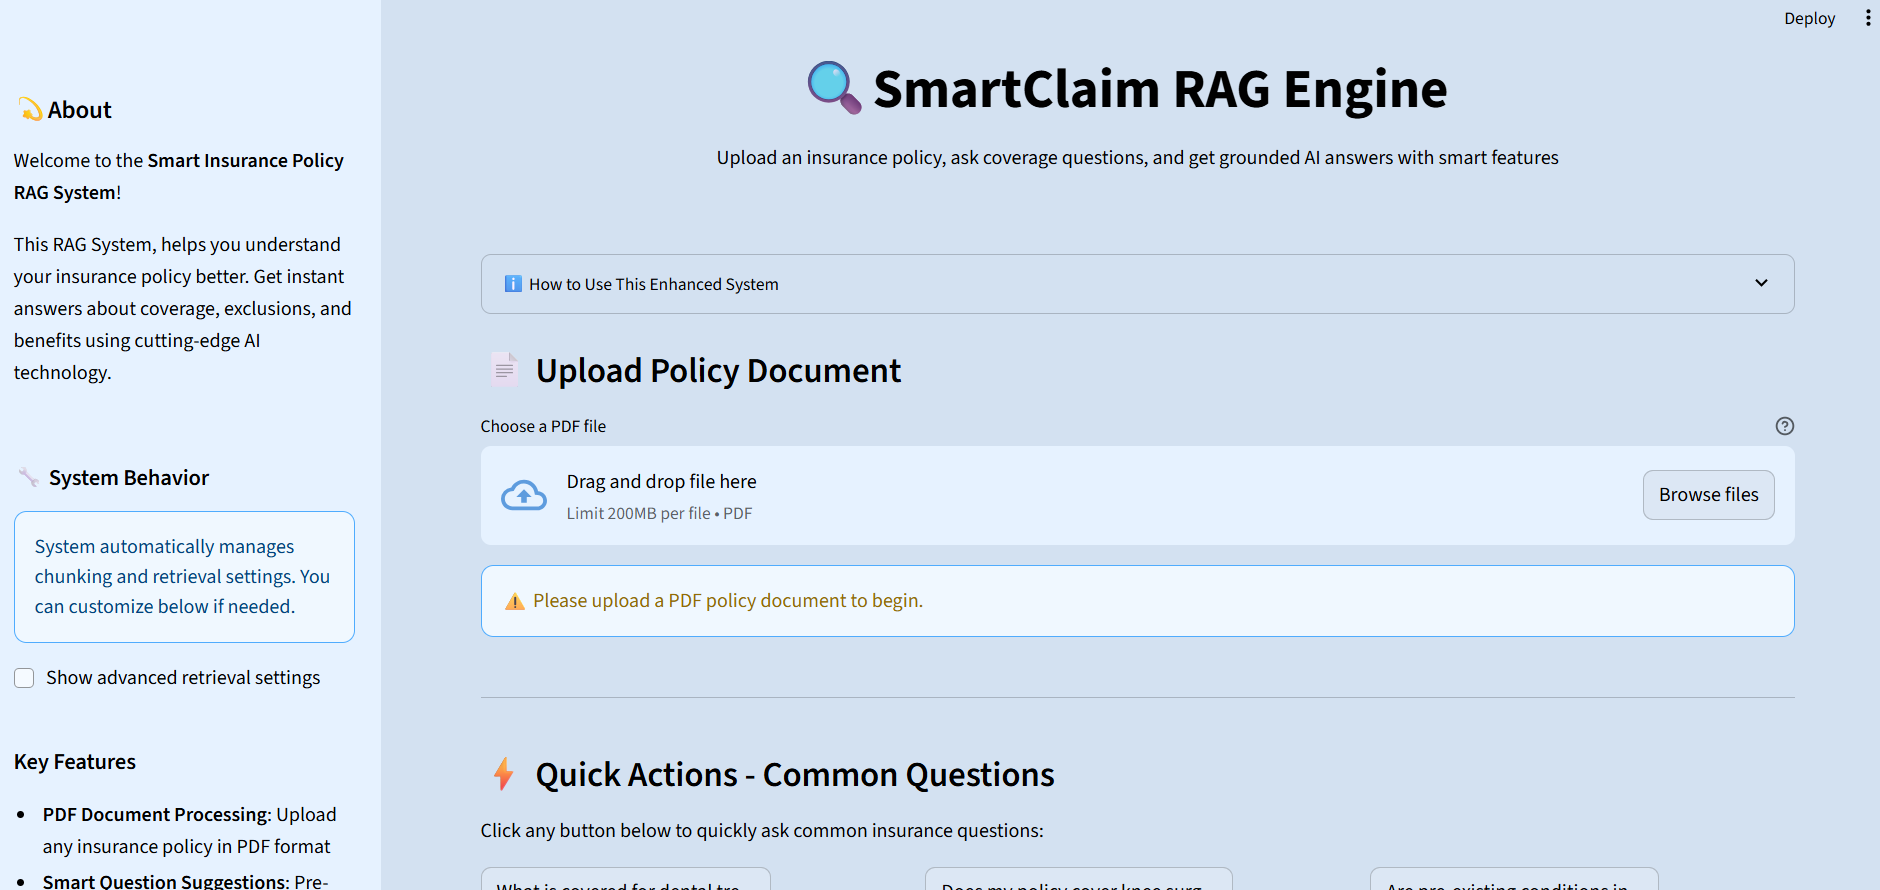 Deploy
About
Welcome to the Smart Insurance Policy
RAG System!
This RAG System, helps you understand
your insurance policy better. Get instant
answers about coverage, exclusions, and
benefits using cutting-edge AI
technology.
System Behavior
System automatically manages
chunking and retrieval settings. You
can customize below if needed.
Show advanced retrieval settings
Key Features
• PDF Document Processing: Upload
any insurance policy in PDF format
• Smart Question Suggestions: Pre-
SmartClaim RAG Engine
Upload an insurance policy, ask coverage questions, and get grounded AI answers with smart features
How to Use This Enhanced System
Upload Policy Document
Choose a PDF file
Drag and drop file here
Limit 200MB per file • PDF
Browse files
Please upload a PDF policy document to begin.
Quick Actions - Common Questions
Click any button below to quickly ask common insurance questions:
What is covered for dental tre...
Does my policy cover knee surg...
Are pre-existing conditions in...